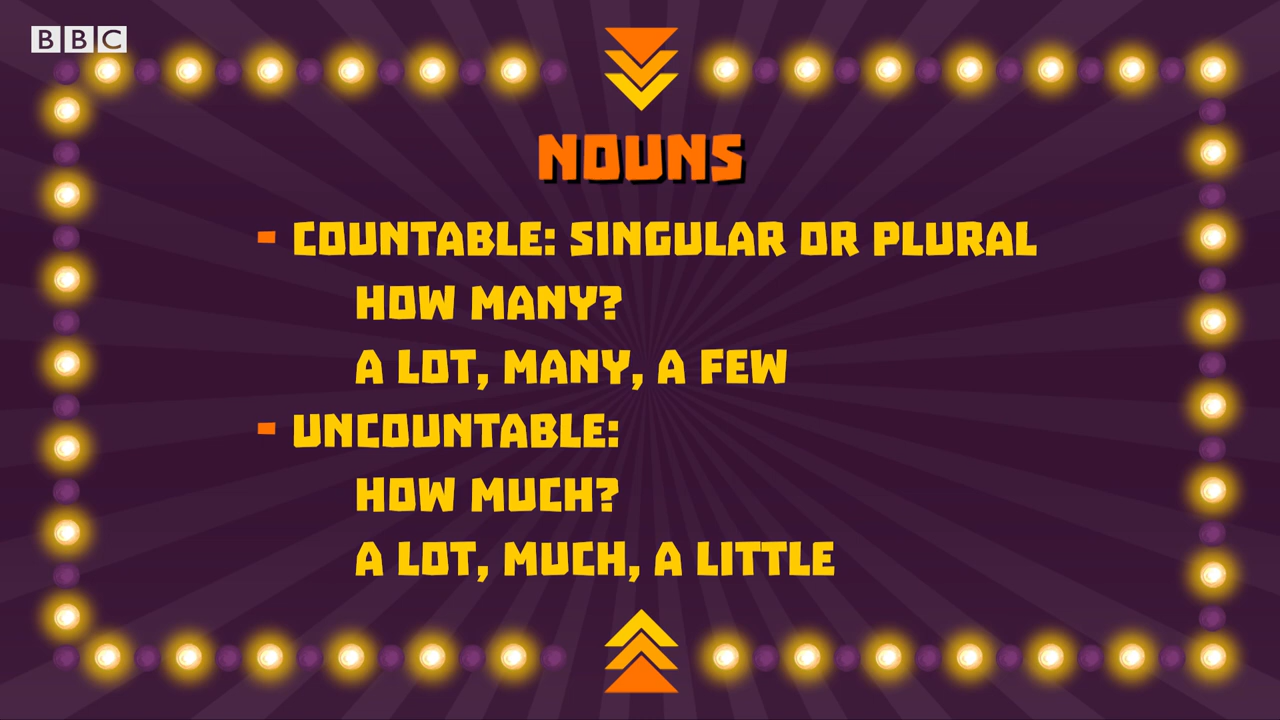 BBC
NOUNS
- COUNTABLE: SINGULAR OR PLURAL
HOW MANY?
A LOT, MANY, A FEW
- UNCOUNTABLE:
HOW MUCH?
A LOT, MUCH, A LITTLE